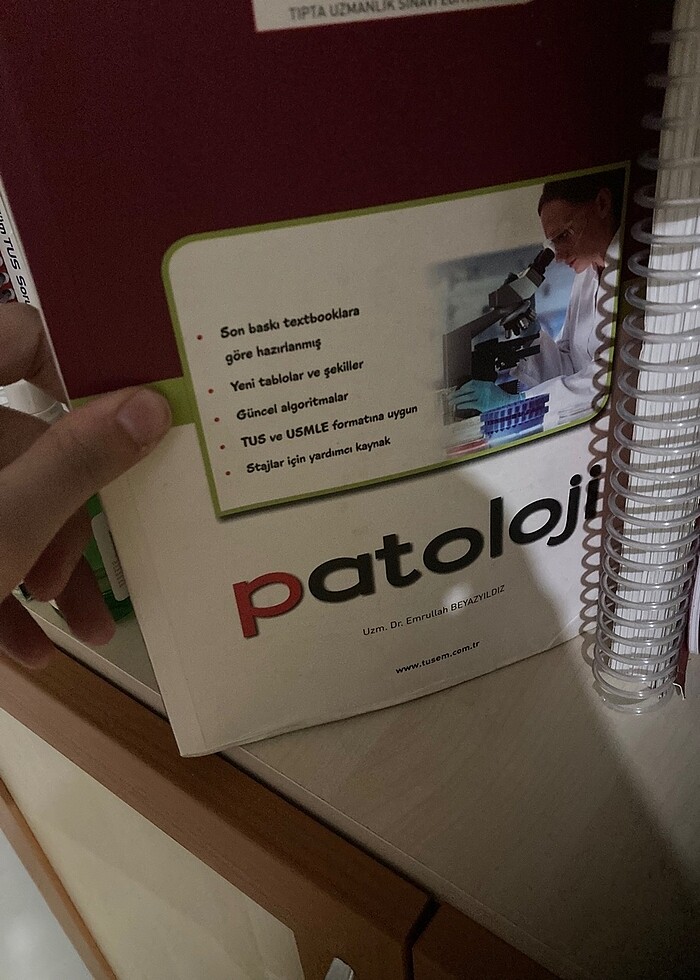 TIPTA UZMANLIK SINAVI
Son baskı textbooklara
göre hazırlanmış
Yeni tablolar ve şekiller
Güncel algoritmalar
TUS ve USMLE formatına uygun
Stajlar için yardımcı kaynak
patoloji
Uzm. Dr. Emrullah BEYAZYILDIZ
www.tusem.com.tr
TUS